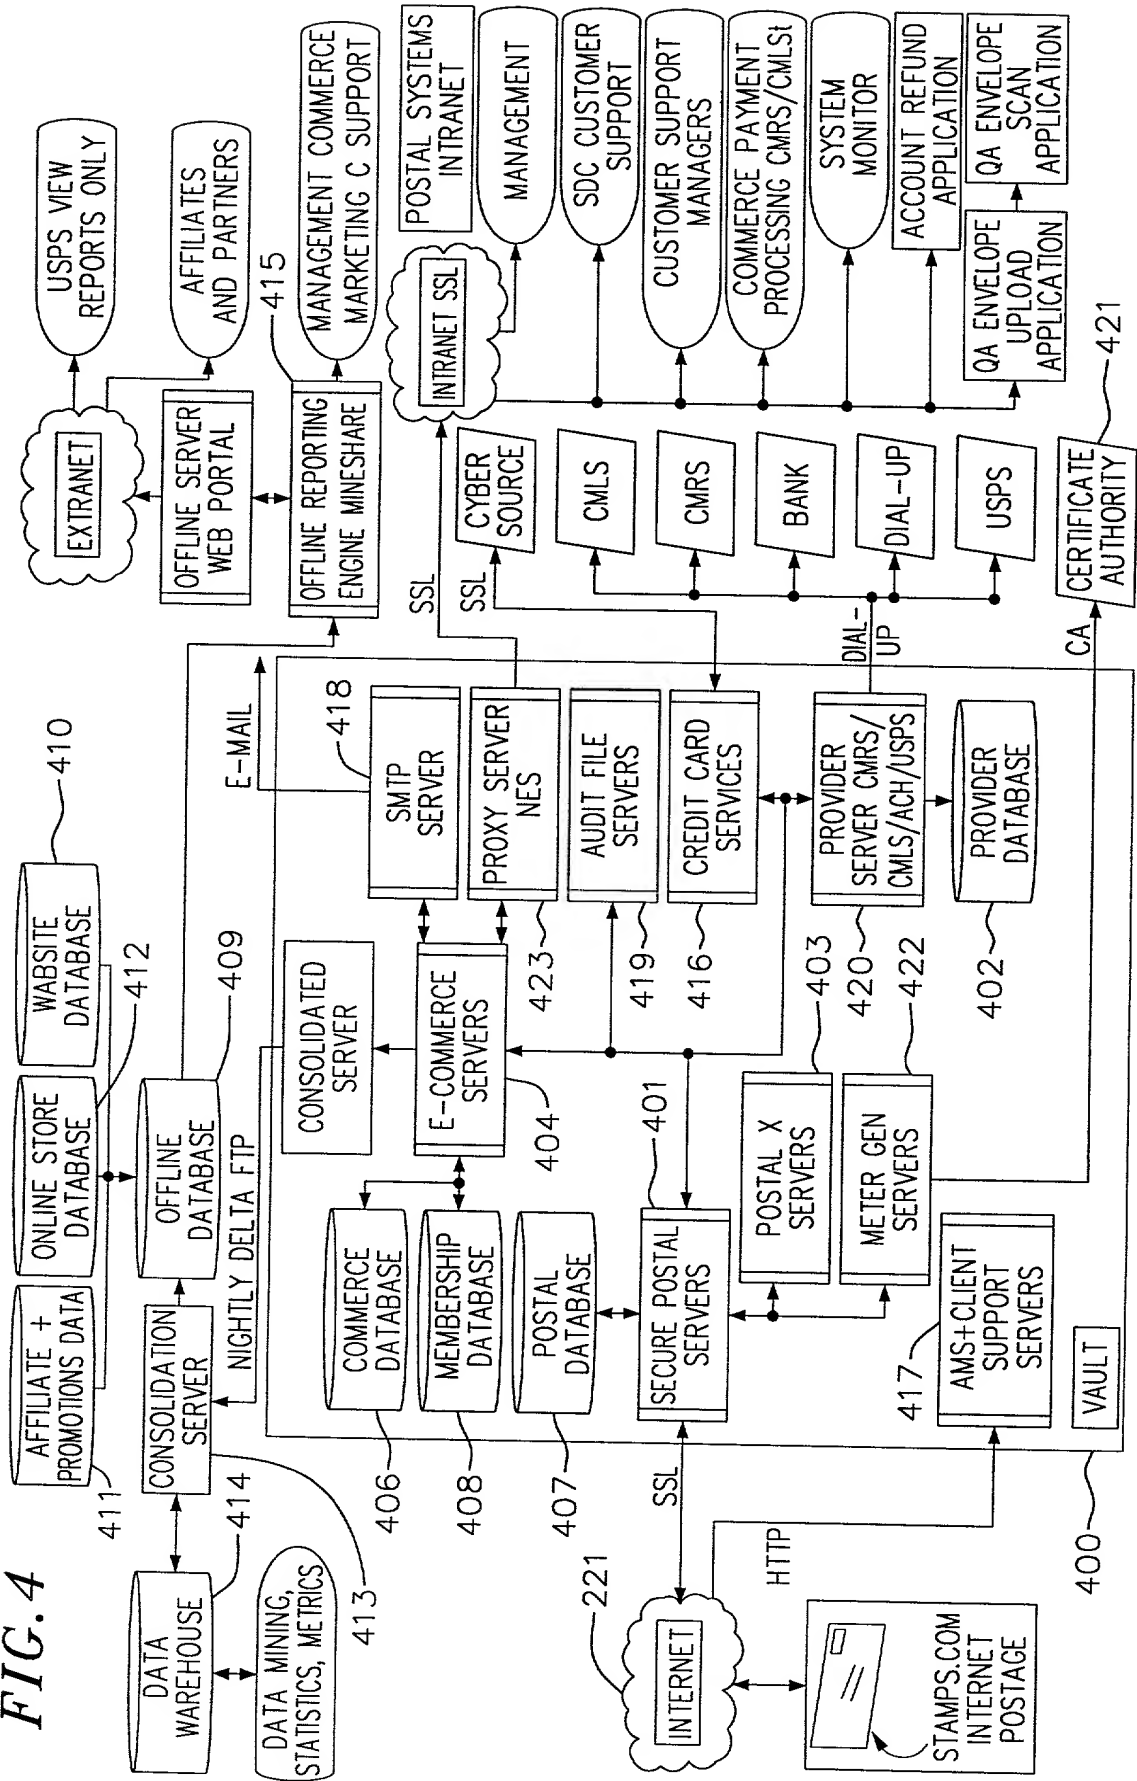 FIG.4
AFFILIATE +
PROMOTIONS DATA
411
ONLINE STORE
DATABASE
412
WABSITE
DATABASE
410
CONSOLIDATION
SERVER
413
OFFLINE
DATABASE
409
DATA
WAREHOUSE
414
DATA MINING,
STATISTICS, METRICS
NIGHTLY DELTA FTP
E-MAIL
EXTRANET
USPS VIEW
REPORTS ONLY
AFFILIATES
AND PARTNERS
OFFLINE SERVER
WEB PORTAL
OFFLINE REPORTING
ENGINE MINESHARE
415
MANAGEMENT COMMERCE
MARKETING C SUPPORT
POSTAL SYSTEMS
INTRANET
INTRANET SSL
SSL
MANAGEMENT
SDC CUSTOMER
SUPPORT
CUSTOMER SUPPORT
MANAGERS
COMMERCE PAYMENT
PROCESSING CMRS/CMLSt
SYSTEM
MONITOR
ACCOUNT REFUND
APPLICATION
QA ENVELOPE
UPLOAD
APPLICATION
QA ENVELOPE
SCAN
APPLICATION
SSL
CYBER
SOURCE
CMLS
CMRS
BANK
DIAL-UP
USPS
CERTIFICATE
AUTHORITY
421
CA
DIAL-
UP
CONSOLIDATED
SERVER
SMTP
SERVER
418
PROXY SERVER
NES
423
E-COMMERCE
SERVERS
404
AUDIT FILE
SERVERS
419
CREDIT CARD
SERVICES
416
PROVIDER
SERVER CMRS/
CMLS/ACH/USPS
420
PROVIDER
DATABASE
402
COMMERCE
DATABASE
406
MEMBERSHIP
DATABASE
408
POSTAL
DATABASE
407
SECURE POSTAL
SERVERS
401
POSTAL X
SERVERS
403
METER GEN
SERVERS
422
AMS+CLIENT
SUPPORT
SERVERS
417
VAULT
400
SSL
HTTP
INTERNET
221
STAMPS.COM
INTERNET
POSTAGE